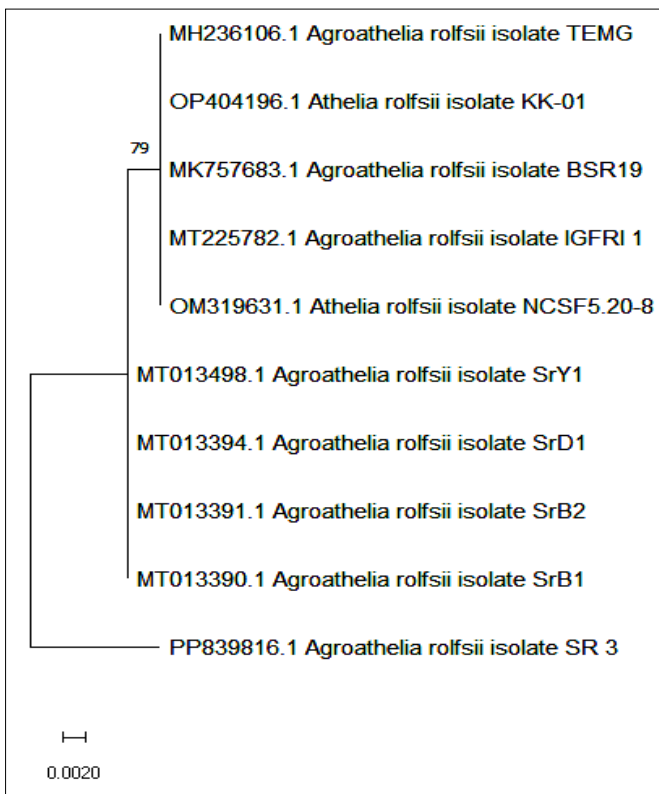 MH236106.1 Agroathelia rolfsii isolate TEMG
OP404196.1 Athelia rolfsii isolate KK-01
79
MK757683.1 Agroathelia rolfsii isolate BSR19
MT225782.1 Agroathelia rolfsii isolate IGFRI 1
OM319631.1 Athelia rolfsii isolate NCSF5.20-8
MT013498.1 Agroathelia rolfsii isolate SrY1
MT013394.1 Agroathelia rolfsii isolate SrD1
MT013391.1 Agroathelia rolfsii isolate SrB2
MT013390.1 Agroathelia rolfsii isolate SrB1
PP839816.1 Agroathelia rolfsii isolate SR 3
0.0020